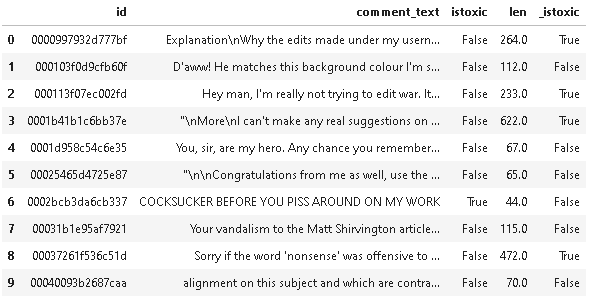 id comment_text istoxic len _istoxic
0 0000997932d777bf Explanation\nWhy the edits made under my usern... False 264.0 True
1 000103f0d9cfb60f D'aww! He matches this background colour I'm s... False 112.0 False
2 000113f07ec002fd Hey man, I'm really not trying to edit war. It... False 233.0 True
3 0001b41b1c6bb37e "\nMore\nI can't make any real suggestions on ... False 622.0 True
4 0001d958c54c6e35 You, sir, are my hero. Any chance you remember... False 67.0 False
5 00025465d4725e87 "\n\nCongratulations from me as well, use the ... False 65.0 False
6 0002bcb3da6cb337 COCKSUCKER BEFORE YOU PISS AROUND ON MY WORK True 44.0 False
7 00031b1e95af7921 Your vandalism to the Matt Shirvington article... False 115.0 False
8 00037261f536c51d Sorry if the word 'nonsense' was offensive to ... False 472.0 True
9 00040093b2687caa alignment on this subject and which are contra... False 70.0 False